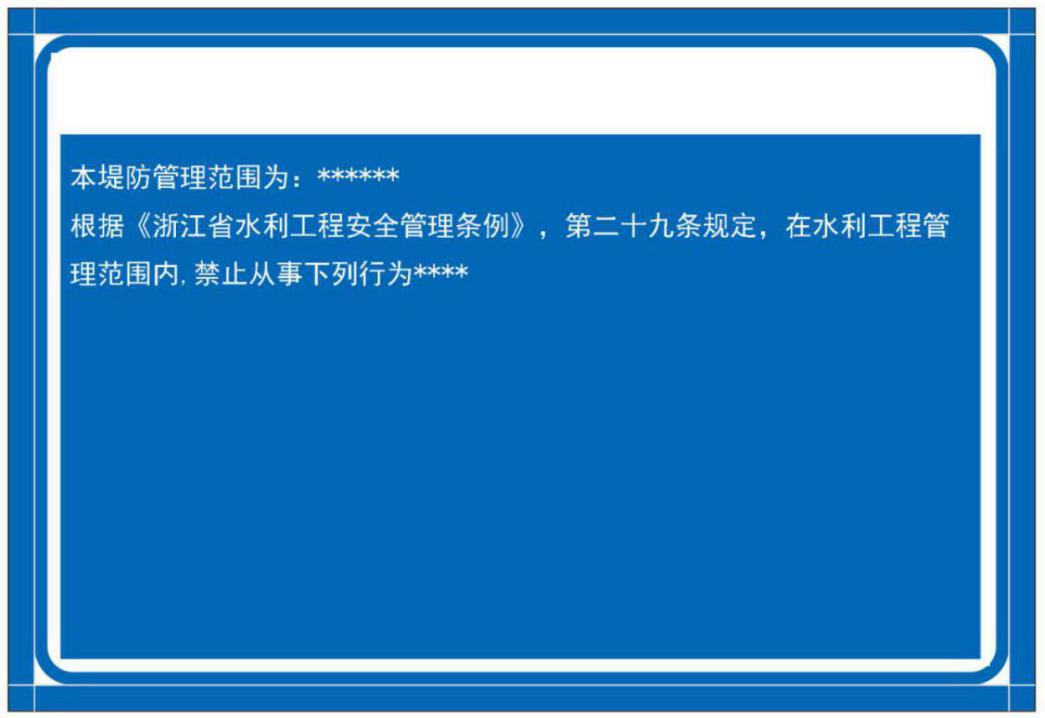 本堤防管理范围为：******
根据《浙江省水利工程安全管理条例》，第二十九条规定，在水利工程管
理范围内,禁止从事下列行为****